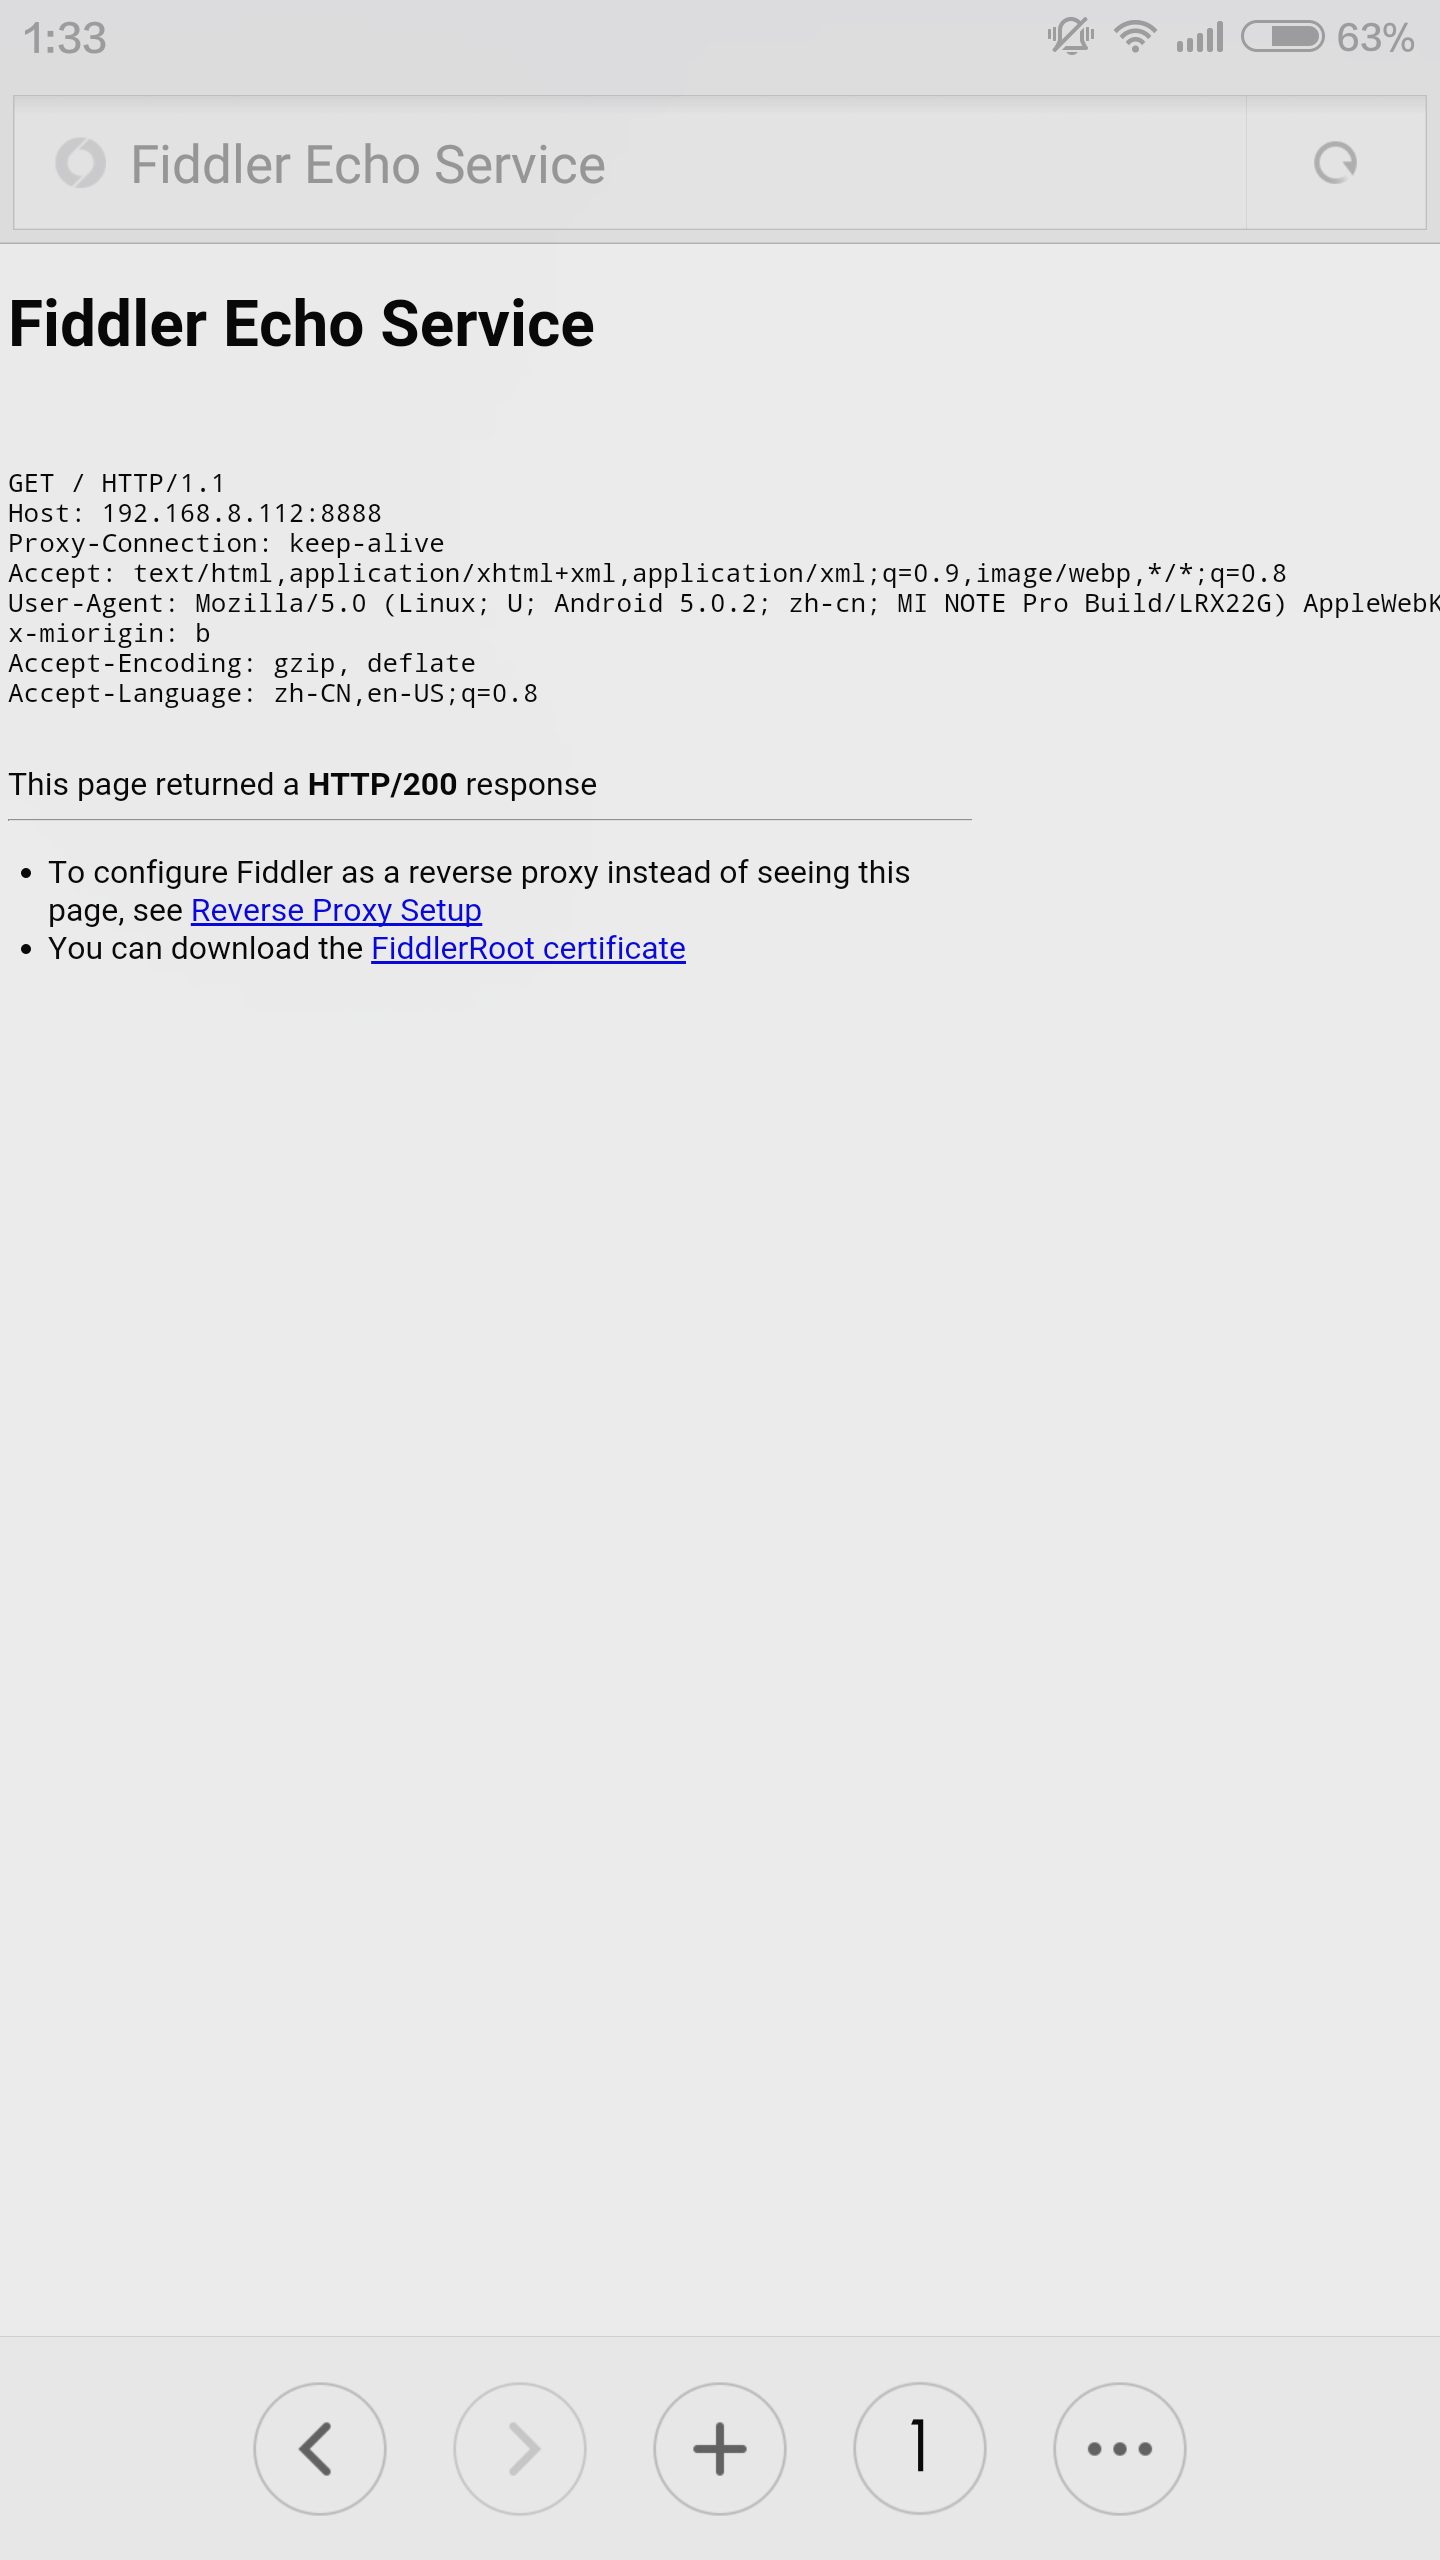 1:33
63%
Fiddler Echo Service
Fiddler Echo Service
GET / HTTP/1.1
Host: 192.168.8.112:8888
Proxy-Connection: keep-alive
Accept: text/html,application/xhtml+xml,application/xml;q=0.9,image/webp,*/*;q=0.8
User-Agent: Mozilla/5.0 (Linux; U; Android 5.0.2; zh-cn; MI NOTE Pro Build/LRX22G) AppleWebK
x-miorigin: b
Accept-Encoding: gzip, deflate
Accept-Language: zh-CN,en-US;q=0.8
This page returned a HTTP/200 response
• To configure Fiddler as a reverse proxy instead of seeing this
page, see Reverse Proxy Setup
• You can download the FiddlerRoot certificate
1